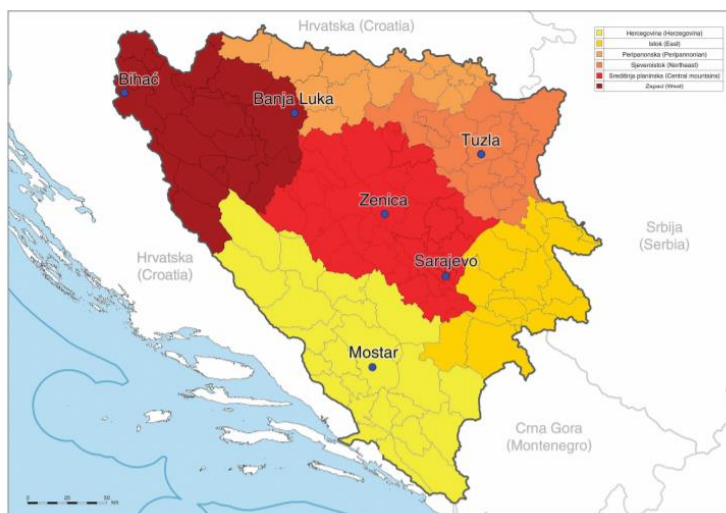 Hrvatska (Croatia)
Hercegovina (Herzegovina)
Istok (East)
Peripanonska (Peripannonian)
Sjeveroistok (Northeast)
Središnja planinska (Central mountains)
Zapad (West)
Bihać
Banja Luka
Tuzla
Zenica
Srbija
(Serbia)
Hrvatska
(Croatia)
Sarajevo
Mostar
Crna Gora
(Montenegro)